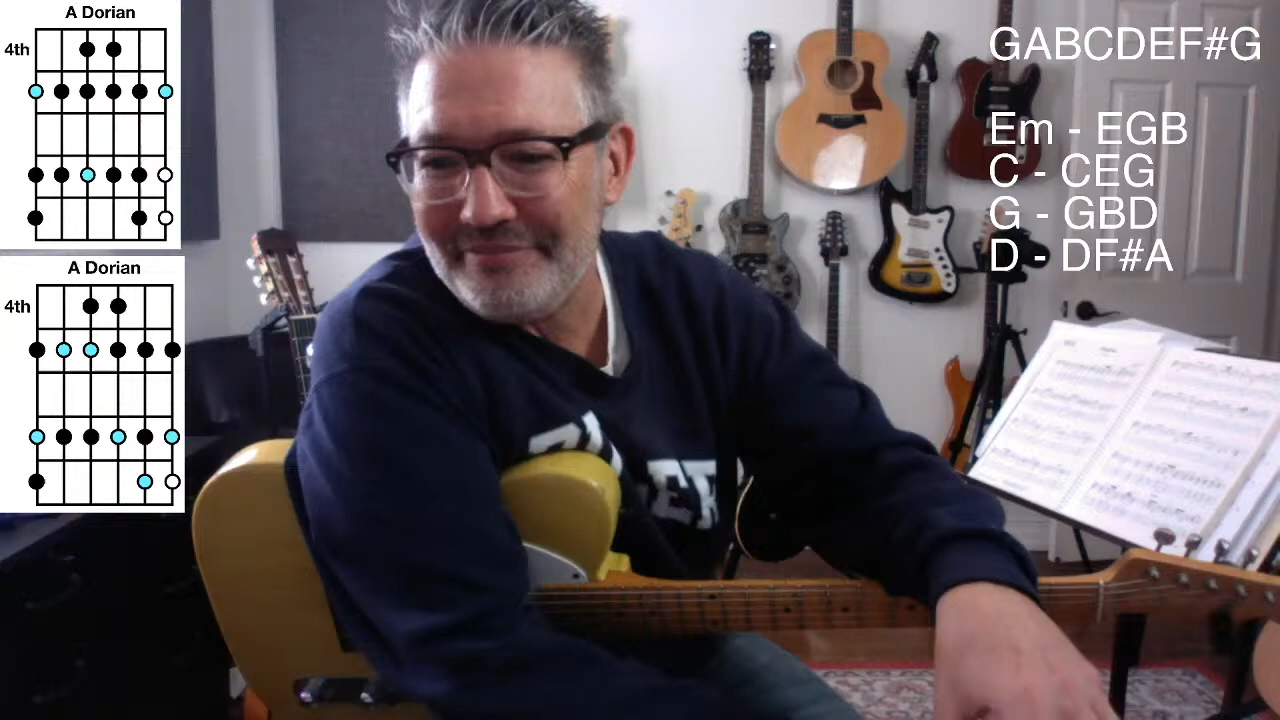 A Dorian
4th
A Dorian
4th
GABCDEF#G
Em - EGB
C - CEG
G - GBD
D - DF#A